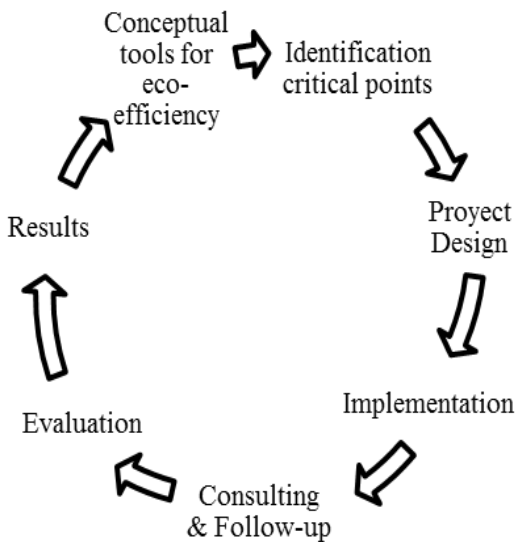 Conceptual
tools for
eco-
efficiency
Identification
critical points
Proyect
Design
Implementation
Consulting
& Follow-up
Evaluation
Results